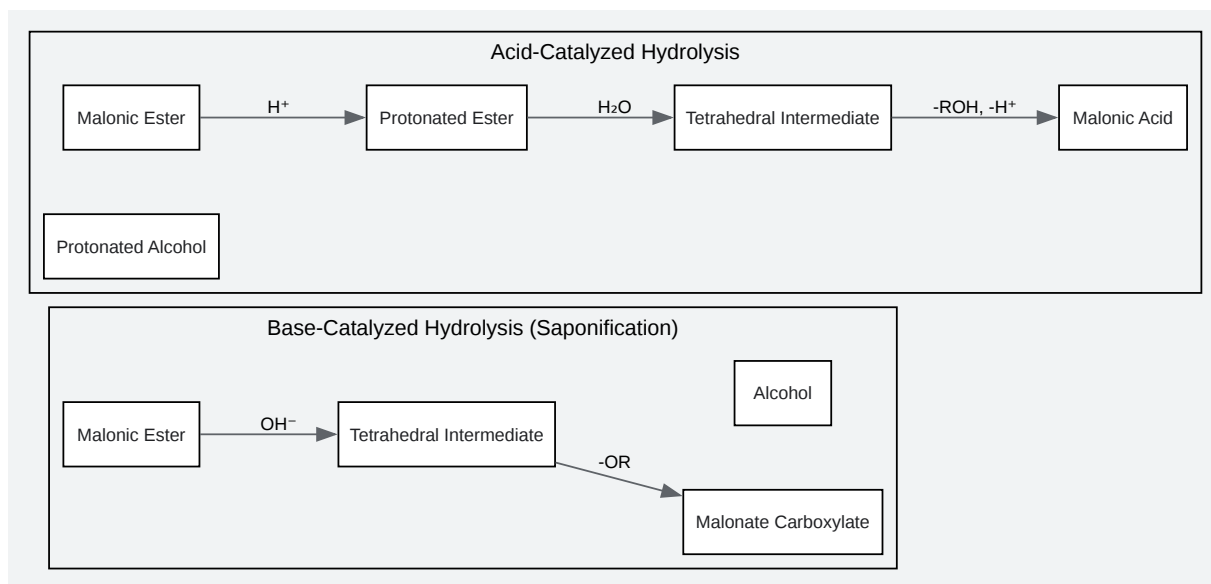 Acid-Catalyzed Hydrolysis
Malonic Ester
H⁺
Protonated Ester
H₂O
Tetrahedral Intermediate
-ROH, -H⁺
Malonic Acid
Protonated Alcohol
Base-Catalyzed Hydrolysis (Saponification)
Malonic Ester
OH⁻
Tetrahedral Intermediate
-OR
Alcohol
Malonate Carboxylate